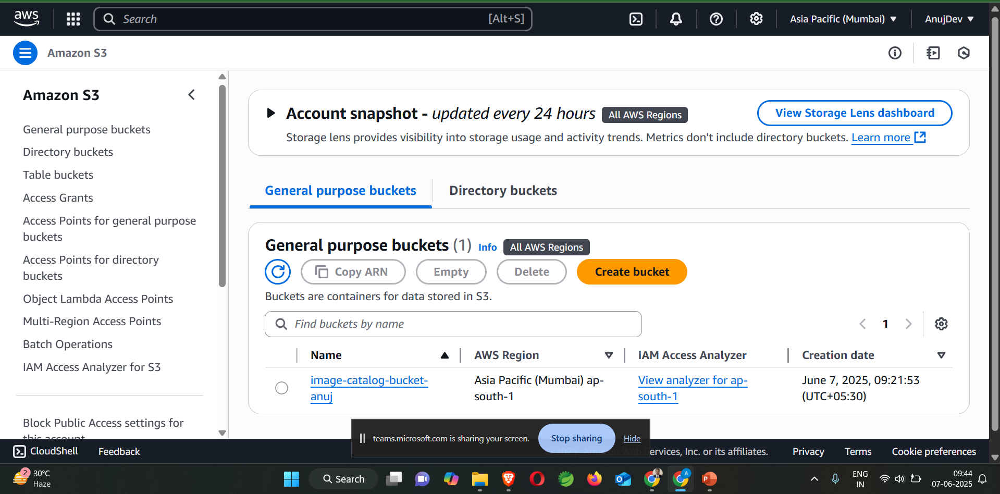 aws
Search
[Alt+S]
Asia Pacific (Mumbai)
AnujDev
Amazon S3
Amazon S3
General purpose buckets
Directory buckets
Table buckets
Access Grants
Access Points for general purpose
buckets
Access Points for directory
buckets
Object Lambda Access Points
Multi-Region Access Points
Batch Operations
IAM Access Analyzer for S3
Block Public Access settings for
this account
Account snapshot - updated every 24 hours
All AWS Regions
View Storage Lens dashboard
Storage lens provides visibility into storage usage and activity trends. Metrics don't include directory buckets. Learn more
General purpose buckets
Directory buckets
General purpose buckets (1)
Info
All AWS Regions
Copy ARN
Empty
Delete
Create bucket
Buckets are containers for data stored in S3.
Find buckets by name
1
Name
AWS Region
IAM Access Analyzer
Creation date
image-catalog-bucket-
anuj
Asia Pacific (Mumbai) ap-
south-1
View analyzer for ap-
south-1
June 7, 2025, 09:21:53
(UTC+05:30)
teams.microsoft.com is sharing your screen.
Stop sharing
Hide
CloudShell
Feedback
© 2025, Amazon Web Services, Inc. or its affiliates.
Privacy
Terms
Cookie preferences
2
30°C
Haze
Search
A
P
ENG
IN
09:44
07-06-2025